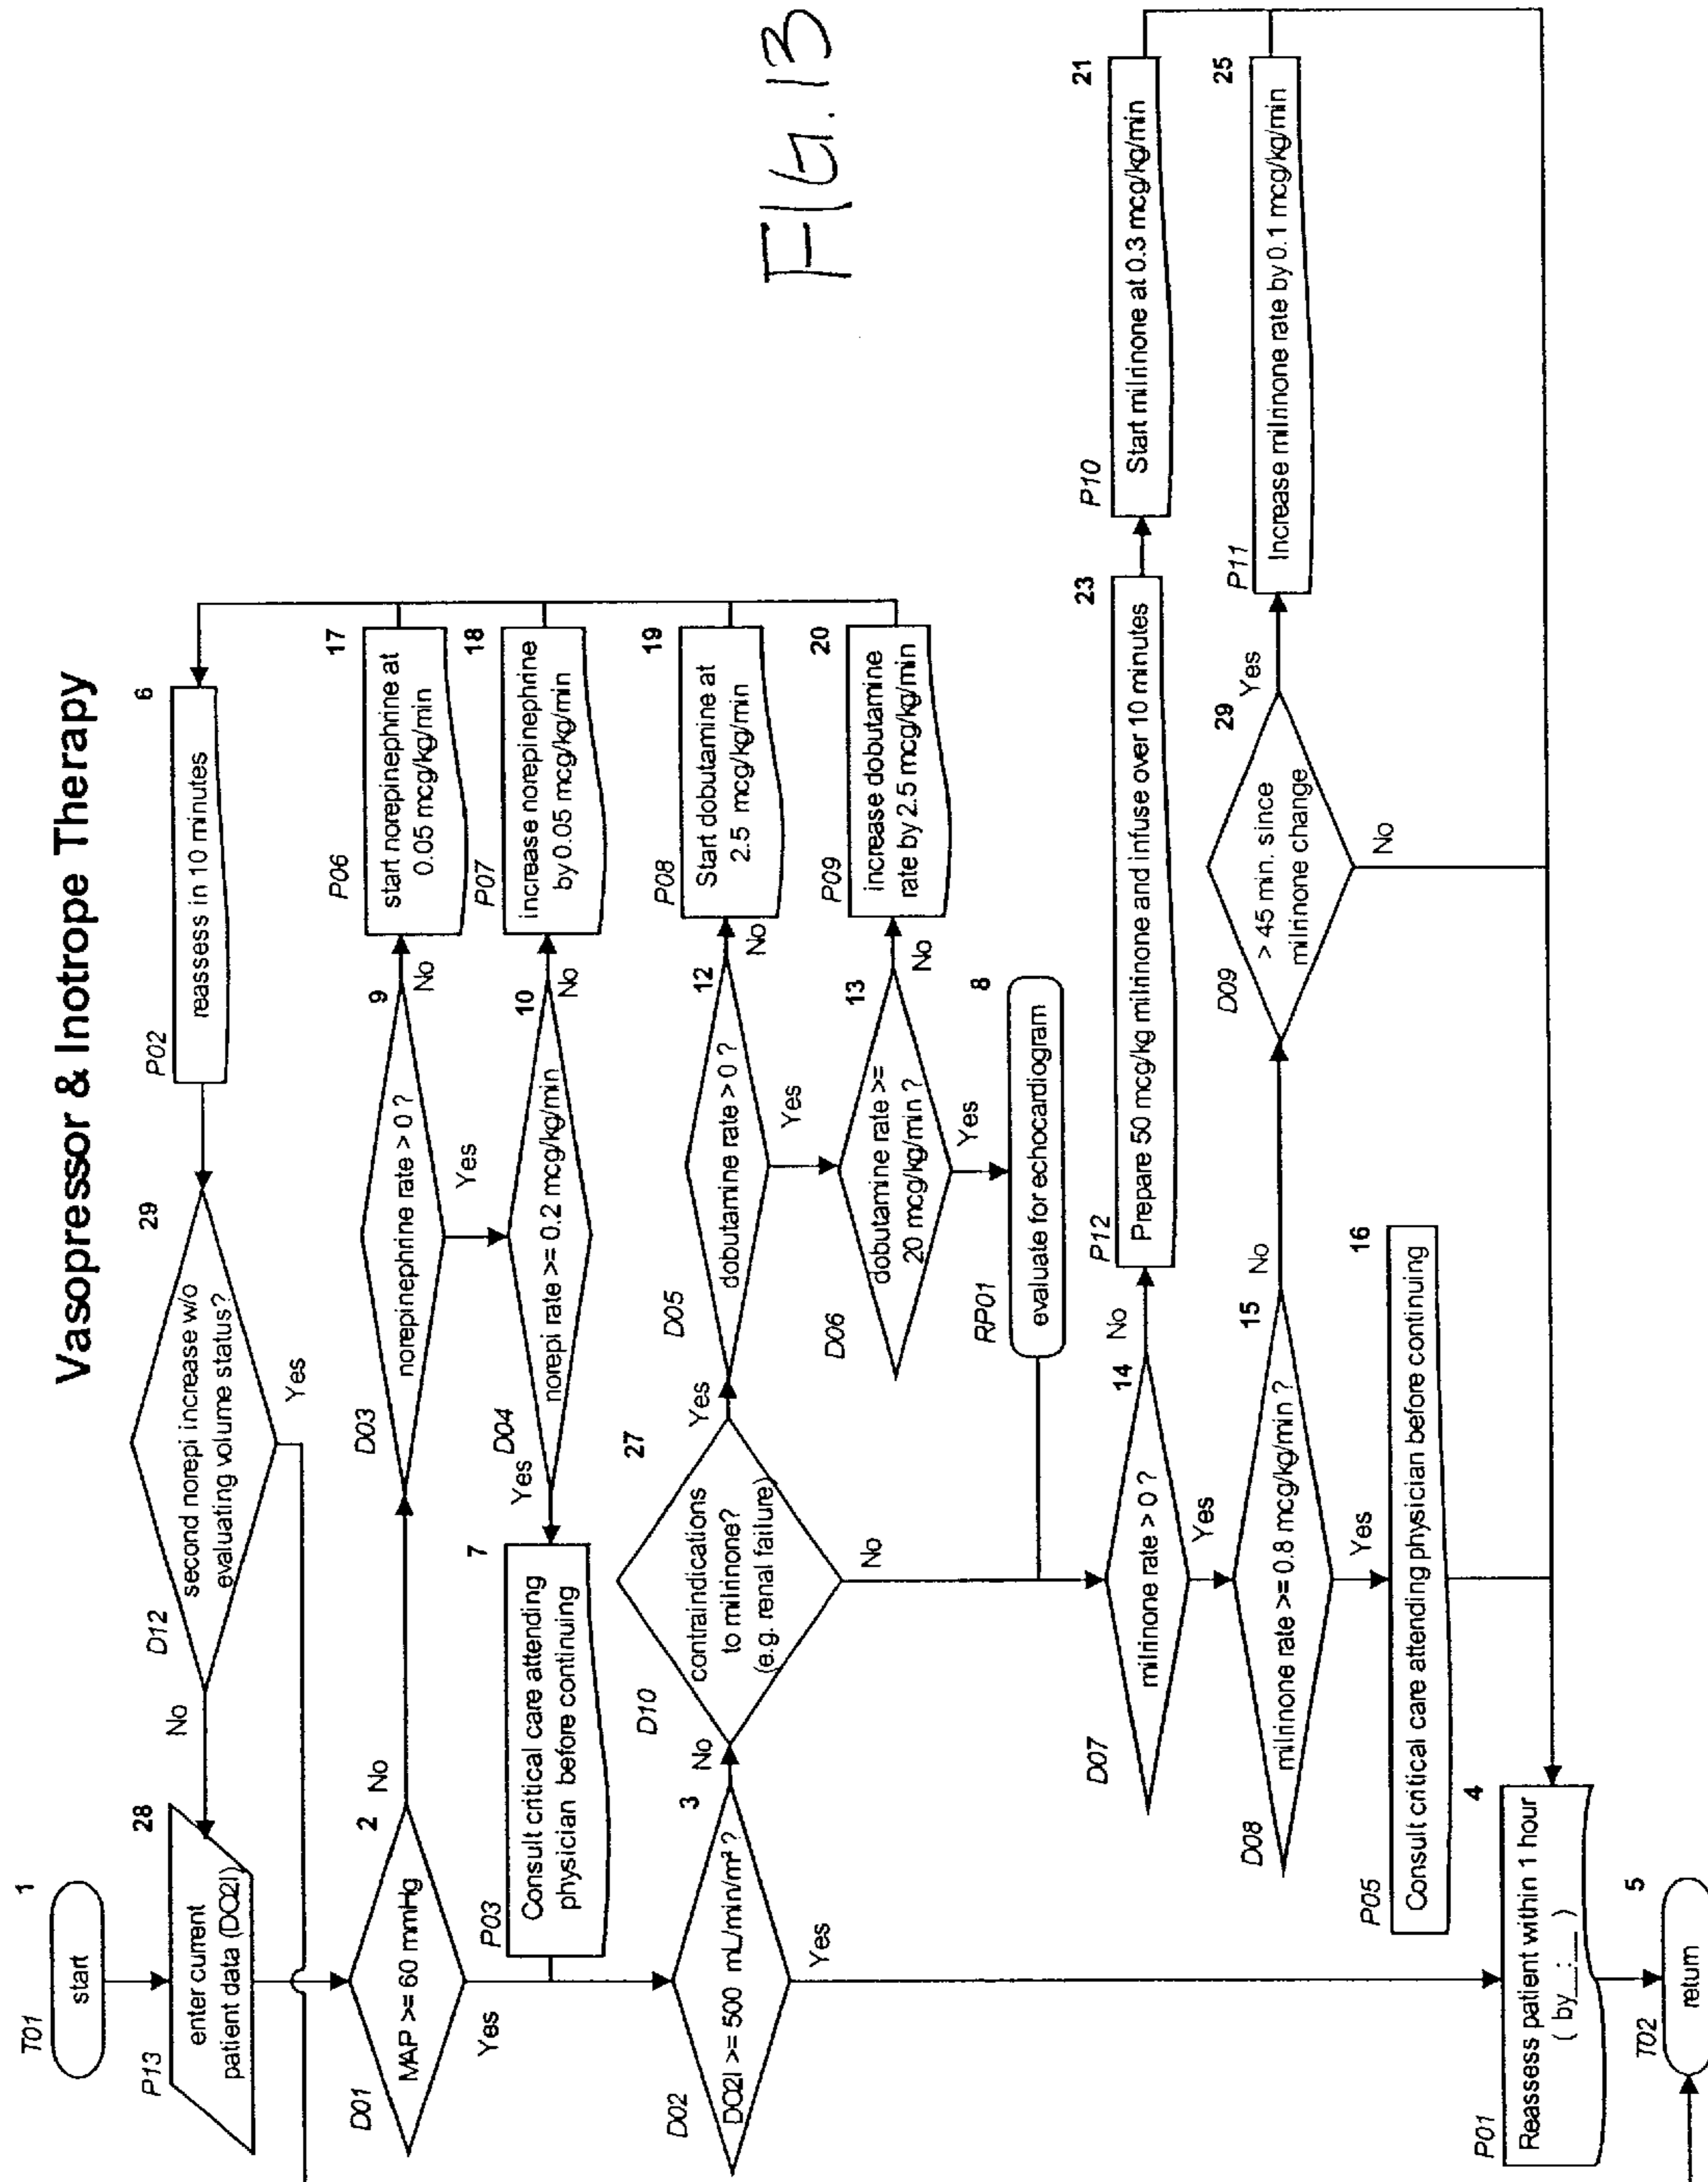 Vasopressor & Inotrope Therapy
T01
1
start
P13
28
enter current
patient data (DO2I)
D12
29
second norepi increase w/o
evaluating volume status?
No
Yes
P02
6
reassess in 10 minutes
D01
2
MAP >= 60 mmHg
No
Yes
D03
9
norepinephrine rate > 0 ?
No
Yes
P06
17
start norepinephrine at
0.05 mcg/kg/min
D04
10
norepi rate >= 0.2 mcg/kg/min
Yes
No
P07
18
increase norepinephrine
by 0.05 mcg/kg/min
P03
7
Consult critical care attending
physician before continuing
D02
3
DO2I >= 500 mL/min/m² ?
No
Yes
D10
27
contraindications
to milrinone?
(e.g. renal failure)
Yes
No
D05
12
dobutamine rate > 0 ?
No
Yes
P08
19
Start dobutamine at
2.5 mcg/kg/min
D06
13
dobutamine rate >=
20 mcg/kg/min ?
No
Yes
P09
20
increase dobutamine
rate by 2.5 mcg/kg/min
RP01
8
evaluate for echocardiogram
D07
14
milrinone rate > 0 ?
No
Yes
P12
23
Prepare 50 mcg/kg milrinone and infuse over 10 minutes
P10
21
Start milrinone at 0.3 mcg/kg/min
D08
15
milrinone rate >= 0.8 mcg/kg/min ?
No
Yes
D09
29
> 45 min. since
milrinone change
Yes
No
P11
25
Increase milrinone rate by 0.1 mcg/kg/min
P05
16
Consult critical care attending physician before continuing
P01
4
Reassess patient within 1 hour
( by__:__ )
T02
5
return
FIG. 13